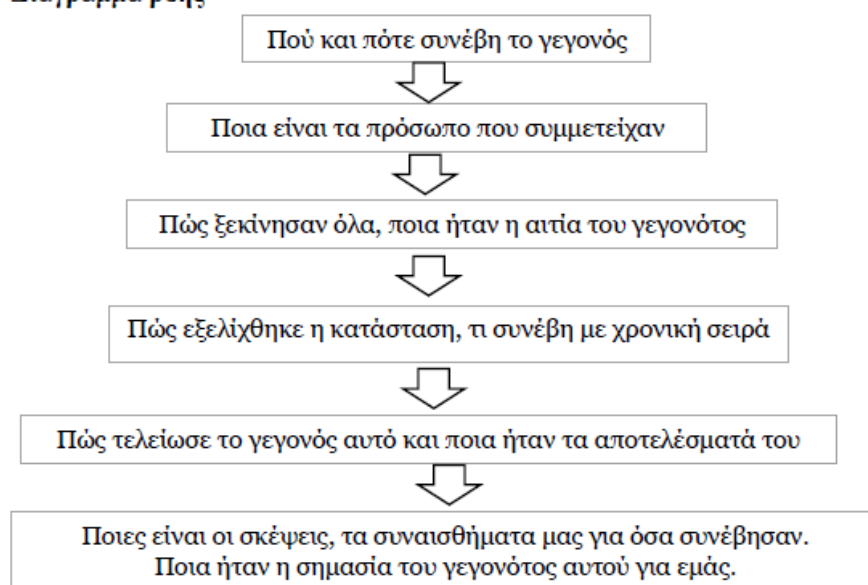 Πού και πότε συνέβη το γεγονός
Ποια είναι τα πρόσωπο που συμμετείχαν
Πώς ξεκίνησαν όλα, ποια ήταν η αιτία του γεγονότος
Πώς εξελίχθηκε η κατάσταση, τι συνέβη με χρονική σειρά
Πώς τελείωσε το γεγονός αυτό και ποια ήταν τα αποτελέσματά του
Ποιες είναι οι σκέψεις, τα συναισθήματα μας για όσα συνέβησαν.
Ποια ήταν η σημασία του γεγονότος αυτού για εμάς.